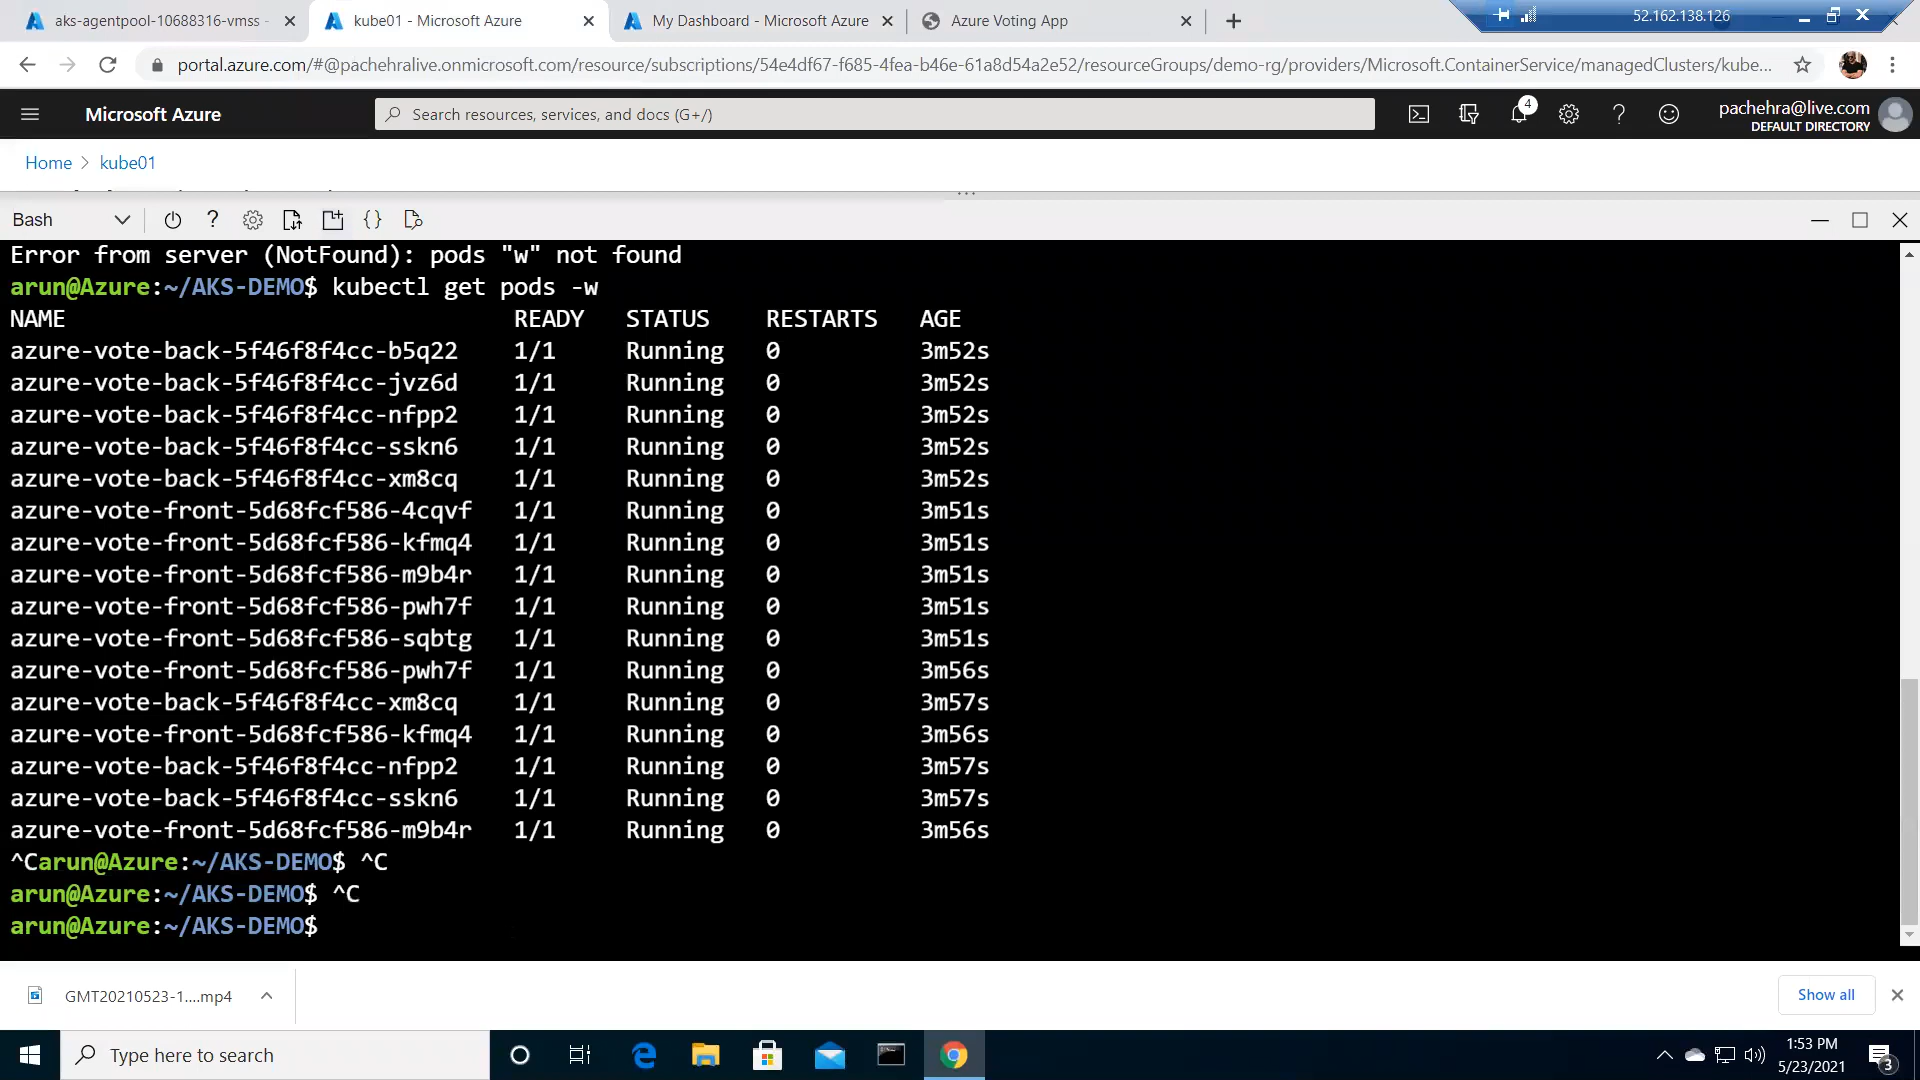 aks-agentpool-10688316-vmss -
kube01 - Microsoft Azure
My Dashboard - Microsoft Azure
Azure Voting App
52.162.138.126
portal.azure.com/#@pachehralive.onmicrosoft.com/resource/subscriptions/54e4df67-f685-4fea-b46e-61a8d54a2e52/resourceGroups/demo-rg/providers/Microsoft.ContainerService/managedClusters/kube...
Microsoft Azure
Search resources, services, and docs (G+/)
4
pachehra@live.com
DEFAULT DIRECTORY
Home > kube01
Bash
Error from server (NotFound): pods "w" not found
arun@Azure:~/AKS-DEMO$ kubectl get pods -w
NAME READY STATUS RESTARTS AGE
azure-vote-back-5f46f8f4cc-b5q22 1/1 Running 0 3m52s
azure-vote-back-5f46f8f4cc-jvz6d 1/1 Running 0 3m52s
azure-vote-back-5f46f8f4cc-nfpp2 1/1 Running 0 3m52s
azure-vote-back-5f46f8f4cc-sskn6 1/1 Running 0 3m52s
azure-vote-back-5f46f8f4cc-xm8cq 1/1 Running 0 3m52s
azure-vote-front-5d68fcf586-4cqvf 1/1 Running 0 3m51s
azure-vote-front-5d68fcf586-kfmq4 1/1 Running 0 3m51s
azure-vote-front-5d68fcf586-m9b4r 1/1 Running 0 3m51s
azure-vote-front-5d68fcf586-pwh7f 1/1 Running 0 3m51s
azure-vote-front-5d68fcf586-sqbtg 1/1 Running 0 3m51s
azure-vote-front-5d68fcf586-pwh7f 1/1 Running 0 3m56s
azure-vote-back-5f46f8f4cc-xm8cq 1/1 Running 0 3m57s
azure-vote-front-5d68fcf586-kfmq4 1/1 Running 0 3m56s
azure-vote-back-5f46f8f4cc-nfpp2 1/1 Running 0 3m57s
azure-vote-back-5f46f8f4cc-sskn6 1/1 Running 0 3m57s
azure-vote-front-5d68fcf586-m9b4r 1/1 Running 0 3m56s
^Carun@Azure:~/AKS-DEMO$ ^C
arun@Azure:~/AKS-DEMO$ ^C
arun@Azure:~/AKS-DEMO$
GMT20210523-1....mp4
Show all
Type here to search
1:53 PM
5/23/2021
3